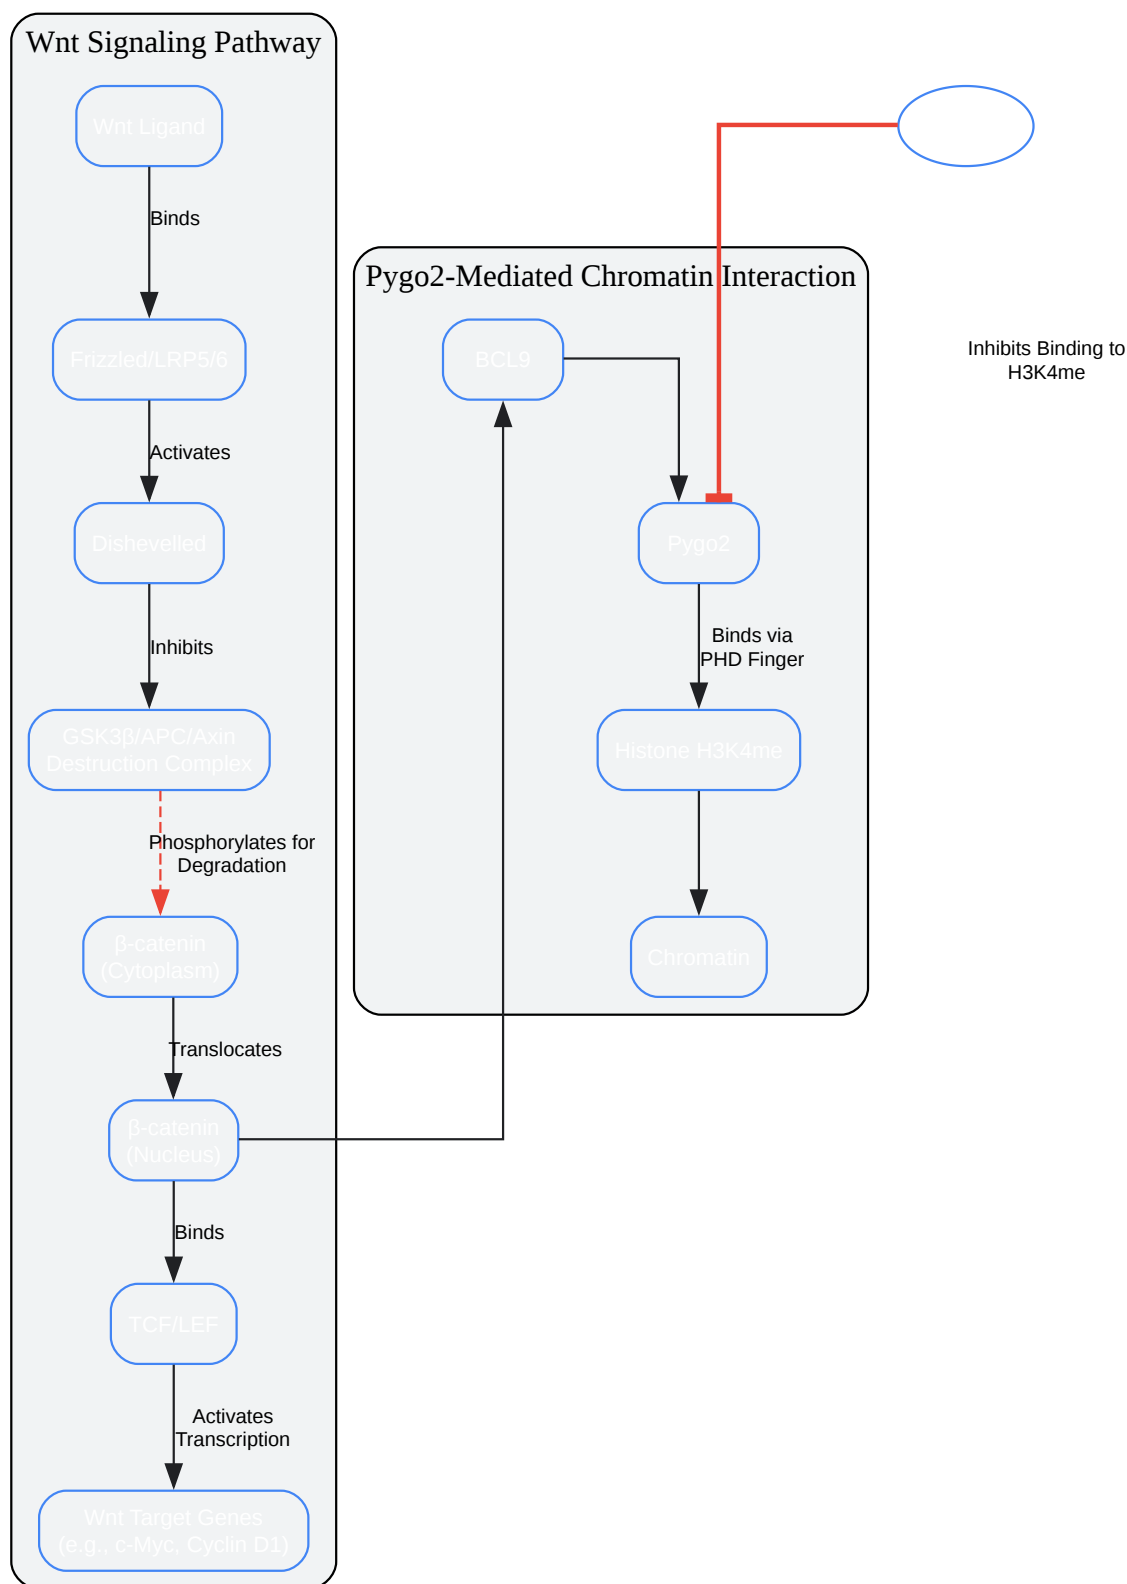 Wnt Signaling Pathway
Wnt Ligand
Binds
Frizzled/LRP5/6
Activates
Dishevelled
Inhibits
GSK3β/APC/Axin
Destruction Complex
Phosphorylates for
Degradation
β-catenin
(Cytoplasm)
Translocates
β-catenin
(Nucleus)
Binds
TCF/LEF
Activates
Transcription
Wnt Target Genes
(e.g., c-Myc, Cyclin D1)
Pygo2-Mediated Chromatin Interaction
BCL9
Pygo2
Binds via
PHD Finger
Histone H3K4me
Chromatin
Inhibits Binding to
H3K4me